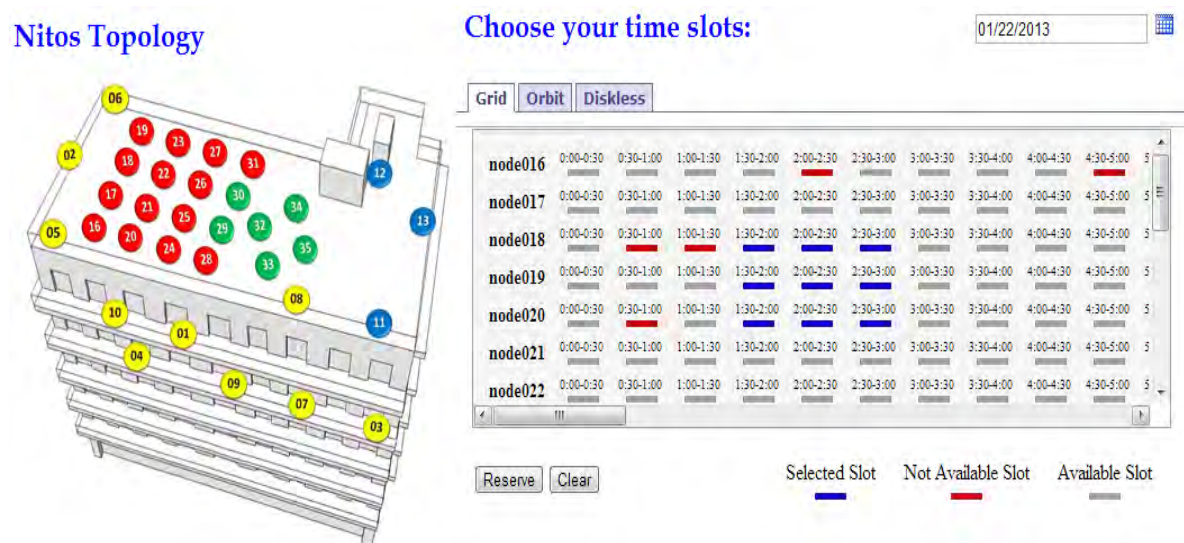 Nitos Topology
06
19
23
27
31
02
18
22
26
30
12
17
21
25
34
13
16
20
29
32
05
24
28
33
35
08
10
01
11
04
09
07
03
Choose your time slots:
01/22/2013
Grid Orbit Diskless
node016 0:00-0:30 0:30-1:00 1:00-1:30 1:30-2:00 2:00-2:30 2:30-3:00 3:00-3:30 3:30-4:00 4:00-4:30 4:30-5:00 5
node017 0:00-0:30 0:30-1:00 1:00-1:30 1:30-2:00 2:00-2:30 2:30-3:00 3:00-3:30 3:30-4:00 4:00-4:30 4:30-5:00 5
node018 0:00-0:30 0:30-1:00 1:00-1:30 1:30-2:00 2:00-2:30 2:30-3:00 3:00-3:30 3:30-4:00 4:00-4:30 4:30-5:00 5
node019 0:00-0:30 0:30-1:00 1:00-1:30 1:30-2:00 2:00-2:30 2:30-3:00 3:00-3:30 3:30-4:00 4:00-4:30 4:30-5:00 5
node020 0:00-0:30 0:30-1:00 1:00-1:30 1:30-2:00 2:00-2:30 2:30-3:00 3:00-3:30 3:30-4:00 4:00-4:30 4:30-5:00 5
node021 0:00-0:30 0:30-1:00 1:00-1:30 1:30-2:00 2:00-2:30 2:30-3:00 3:00-3:30 3:30-4:00 4:00-4:30 4:30-5:00 5
node022 0:00-0:30 0:30-1:00 1:00-1:30 1:30-2:00 2:00-2:30 2:30-3:00 3:00-3:30 3:30-4:00 4:00-4:30 4:30-5:00 5
Reserve Clear
Selected Slot Not Available Slot Available Slot